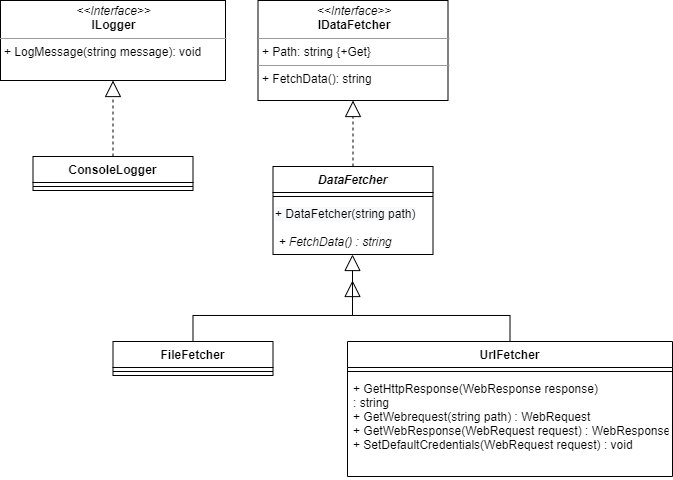 <<Interface>>
ILogger
+ LogMessage(string message): void
<<Interface>>
IDataFetcher
+ Path: string {+Get}
+ FetchData(): string
ConsoleLogger
DataFetcher
+ DataFetcher(string path)
+ FetchData() : string
FileFetcher
UrlFetcher
+ GetHttpResponse(WebResponse response)
: string
+ GetWebrequest(string path) : WebRequest
+ GetWebResponse(WebRequest request) : WebResponse
+ SetDefaultCredentials(WebRequest request) : void